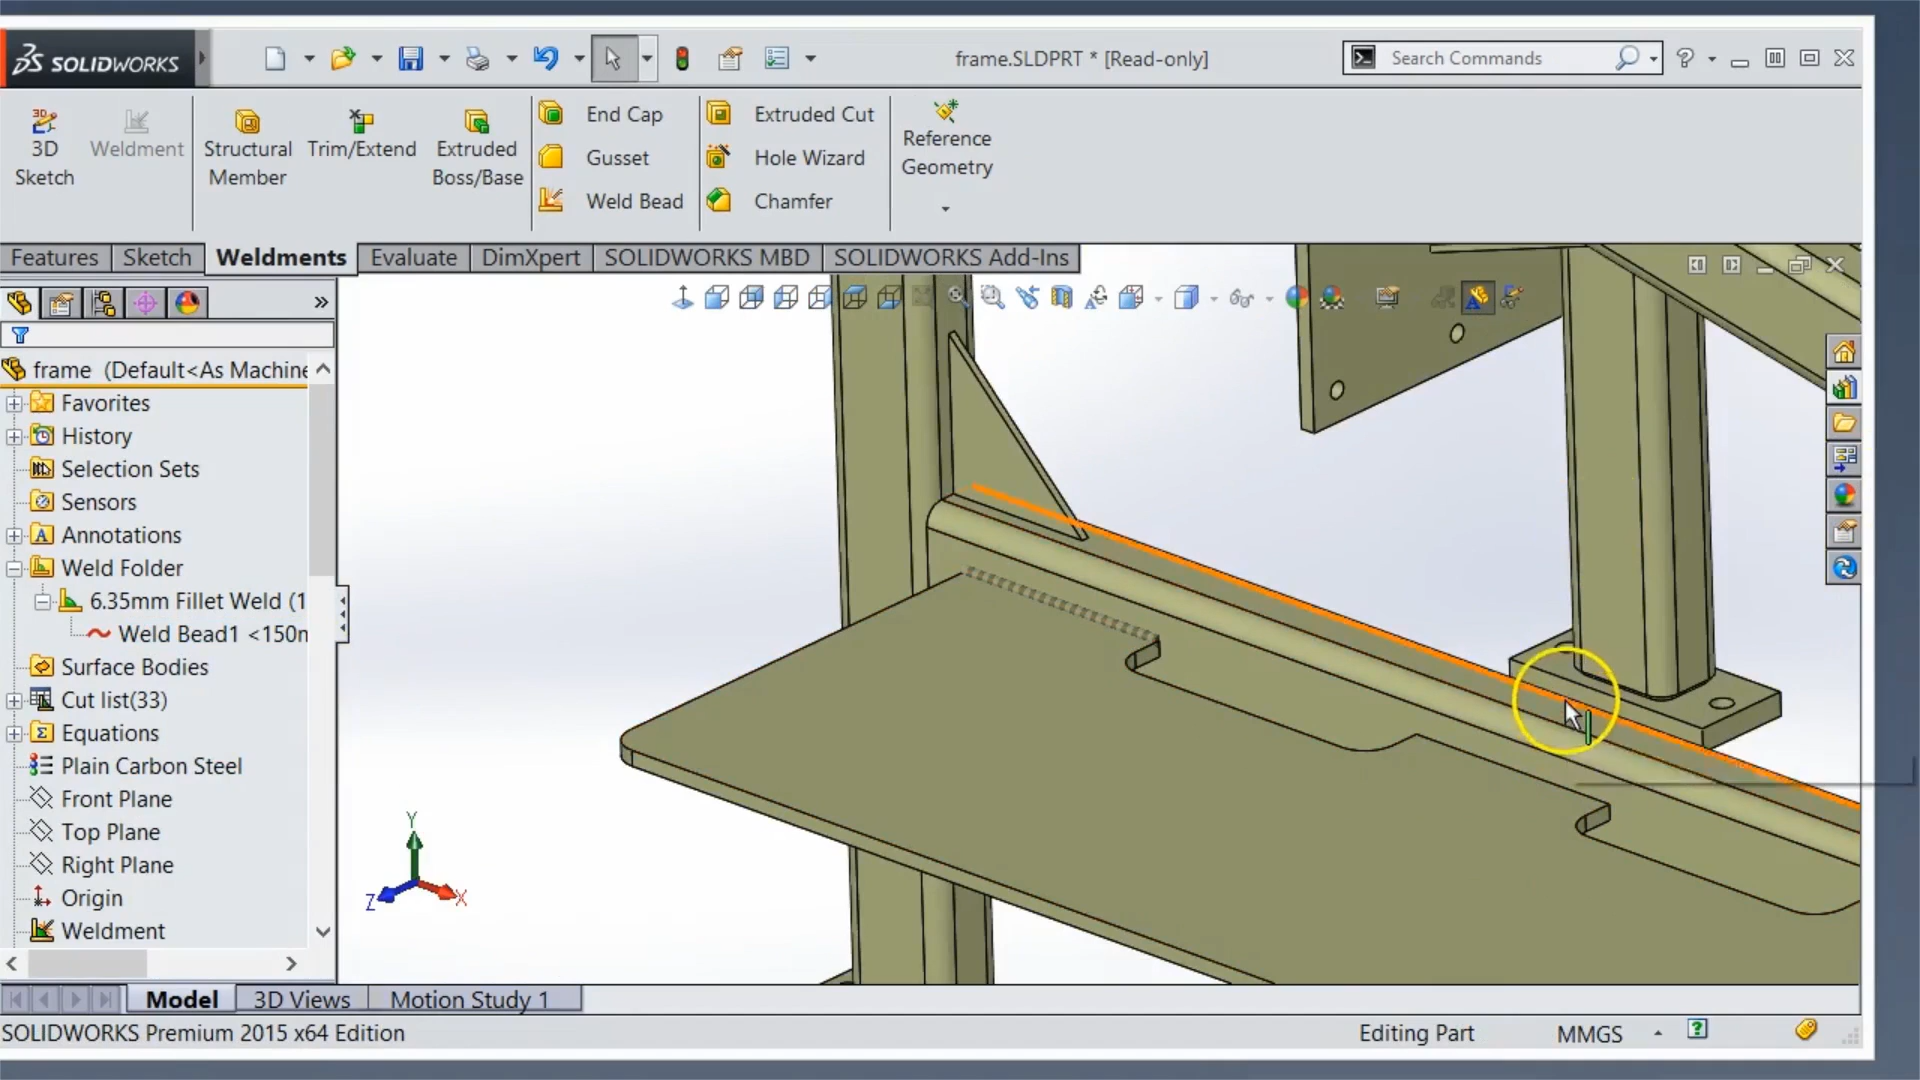 SOLIDWORKS
frame.SLDPRT * [Read-only]
Search Commands
3D
Sketch
Weldment
Structural
Member
Trim/Extend
Extruded
Boss/Base
End Cap
Gusset
Weld Bead
Extruded Cut
Hole Wizard
Chamfer
Reference
Geometry
Features
Sketch
Weldments
Evaluate
DimXpert
SOLIDWORKS MBD
SOLIDWORKS Add-Ins
frame (Default<As Machine
Favorites
History
Selection Sets
Sensors
Annotations
Weld Folder
6.35mm Fillet Weld (1
Weld Bead1 <150m
Surface Bodies
Cut list(33)
Equations
Plain Carbon Steel
Front Plane
Top Plane
Right Plane
Origin
Weldment
Y
Z
X
Model
3D Views
Motion Study 1
SOLIDWORKS Premium 2015 x64 Edition
Editing Part
MMGS